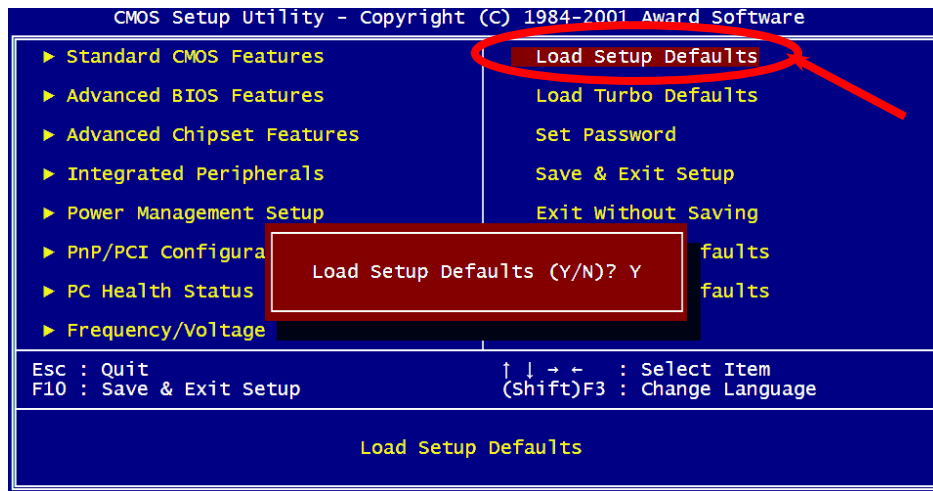 CMOS Setup Utility - Copyright (C) 1984-2001 Award Software
► Standard CMOS Features
► Advanced BIOS Features
► Advanced Chipset Features
► Integrated Peripherals
► Power Management Setup
► PnP/PCI Configura
► PC Health Status
► Frequency/Voltage
Load Setup Defaults
Load Turbo Defaults
Set Password
Save & Exit Setup
Exit Without Saving
faults
faults
Load Setup Defaults (Y/N)? Y
Esc : Quit
F10 : Save & Exit Setup
↑ ↓ → ← : Select Item
(Shift)F3 : Change Language
Load Setup Defaults